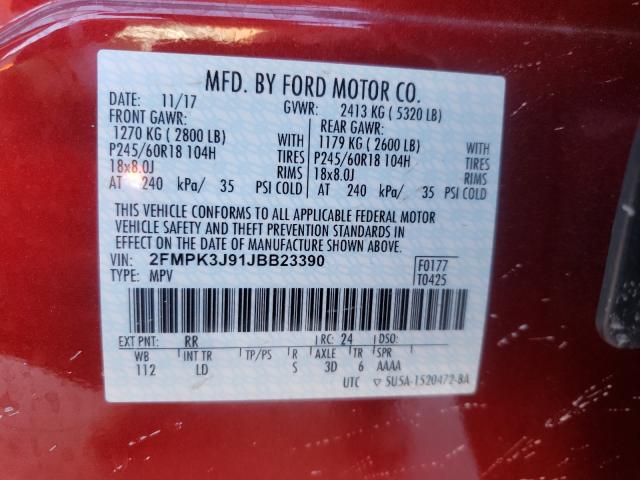 MFD. BY FORD MOTOR CO.
DATE: 11/17 GVWR: 2413 KG (5320 LB)
FRONT GAWR: REAR GAWR:
1270 KG (2800 LB) WITH 1179 KG (2600 LB) WITH
P245/60R18 104H TIRES P245/60R18 104H TIRES
18x8.0J RIMS 18x8.0J RIMS
AT 240 kPa/ 35 PSI COLD AT 240 kPa/ 35 PSI COLD
THIS VEHICLE CONFORMS TO ALL APPLICABLE FEDERAL MOTOR
VEHICLE SAFETY AND THEFT PREVENTION STANDARDS IN
EFFECT ON THE DATE OF MANUFACTURE SHOWN ABOVE.
VIN: 2FMPK3J91JBB23390 F0177
TYPE: MPV T0425
EXT PNT: RR RC: 24 DSO:
WB INT TR TP/PS R AXLE TR SPR
112 LD S 3D 6 AAAA
UTC ▽ 5U5A-1520472-BA